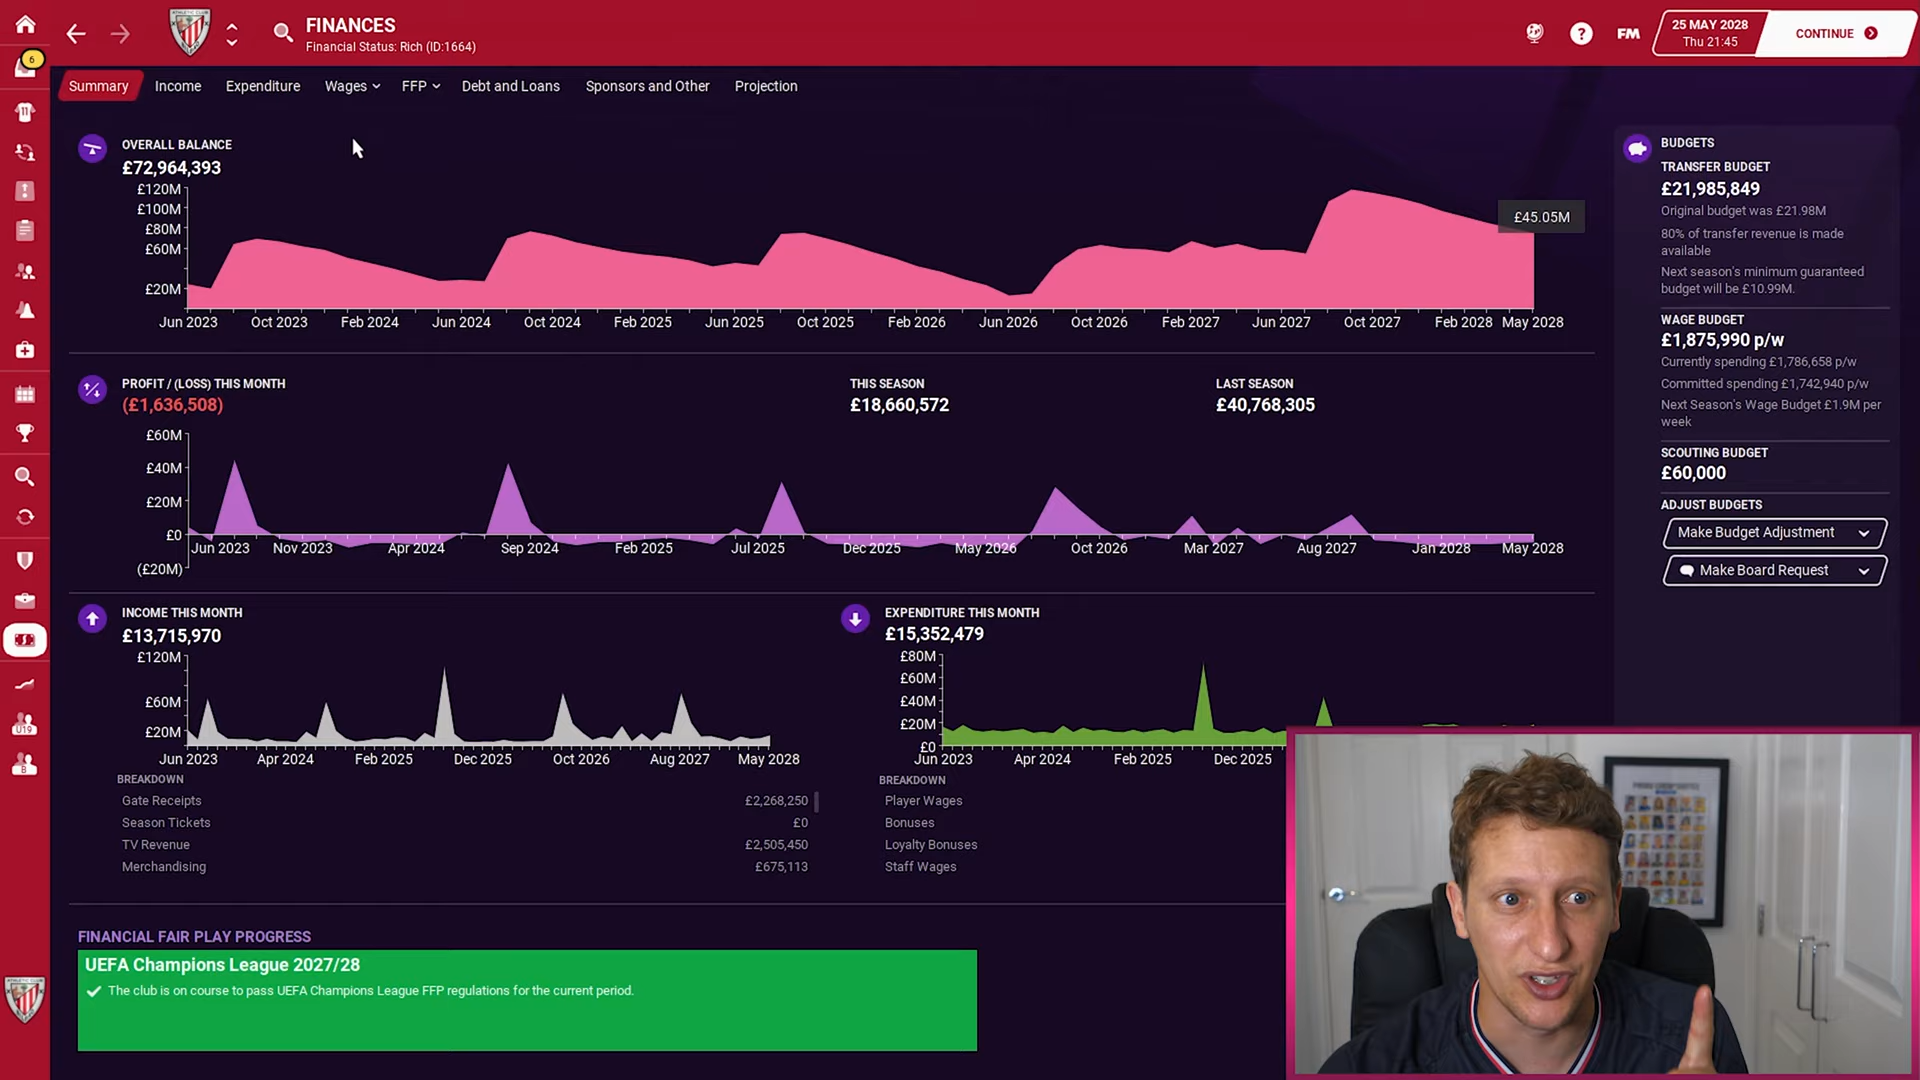 FINANCES
Financial Status: Rich (ID:1664)
FM
25 MAY 2028
Thu 21:45
CONTINUE
6
Summary
Income
Expenditure
Wages
FFP
Debt and Loans
Sponsors and Other
Projection
OVERALL BALANCE
£72,964,393
£120M
£100M
£80M
£60M
£20M
£45.05M
Jun 2023 Oct 2023 Feb 2024 Jun 2024 Oct 2024 Feb 2025 Jun 2025 Oct 2025 Feb 2026 Jun 2026 Oct 2026 Feb 2027 Jun 2027 Oct 2027 Feb 2028 May 2028
PROFIT / (LOSS) THIS MONTH
(£1,636,508)
THIS SEASON
£18,660,572
LAST SEASON
£40,768,305
£60M
£40M
£20M
£0
(£20M)
Jun 2023 Nov 2023 Apr 2024 Sep 2024 Feb 2025 Jul 2025 Dec 2025 May 2026 Oct 2026 Mar 2027 Aug 2027 Jan 2028 May 2028
INCOME THIS MONTH
£13,715,970
£120M
£60M
£20M
Jun 2023 Apr 2024 Feb 2025 Dec 2025 Oct 2026 Aug 2027 May 2028
BREAKDOWN
Gate Receipts £2,268,250
Season Tickets £0
TV Revenue £2,505,450
Merchandising £675,113
EXPENDITURE THIS MONTH
£15,352,479
£80M
£60M
£40M
£20M
£0
Jun 2023 Apr 2024 Feb 2025 Dec 2025
BREAKDOWN
Player Wages
Bonuses
Loyalty Bonuses
Staff Wages
FINANCIAL FAIR PLAY PROGRESS
UEFA Champions League 2027/28
The club is on course to pass UEFA Champions League FFP regulations for the current period.
BUDGETS
TRANSFER BUDGET
£21,985,849
Original budget was £21.98M
80% of transfer revenue is made
available
Next season's minimum guaranteed
budget will be £10.99M.
WAGE BUDGET
£1,875,990 p/w
Currently spending £1,786,658 p/w
Committed spending £1,742,940 p/w
Next Season's Wage Budget £1.9M per
week
SCOUTING BUDGET
£60,000
ADJUST BUDGETS
Make Budget Adjustment
Make Board Request
11
U19
B